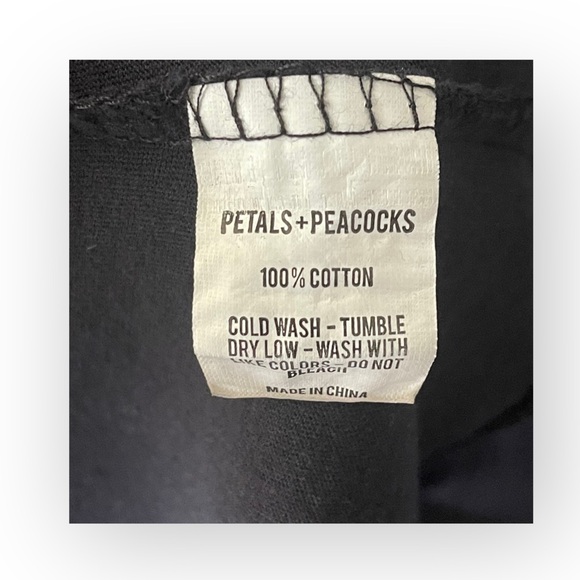 PETALS+PEACOCKS
100% COTTON
COLD WASH - TUMBLE
DRY LOW - WASH WITH
LIKE COLORS - DO NOT
BLEACH
MADE IN CHINA